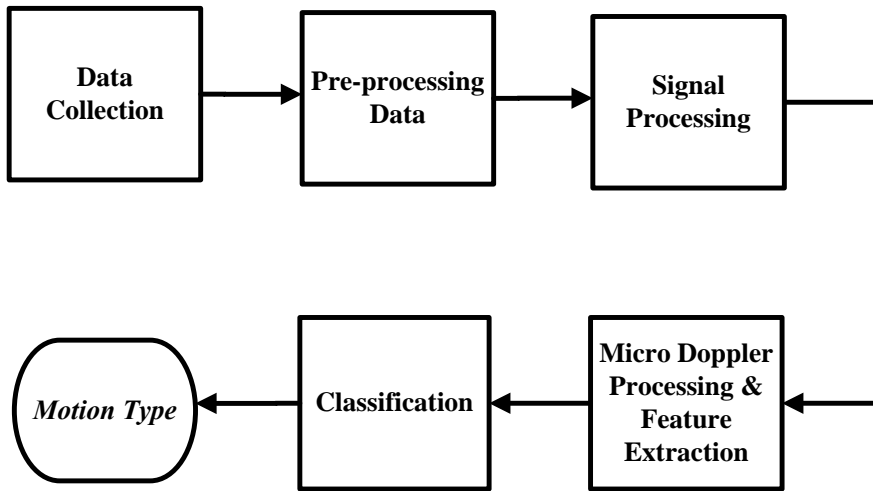 Data
Collection
Pre-processing
Data
Signal
Processing
Micro Doppler
Processing &
Feature
Extraction
Classification
Motion Type